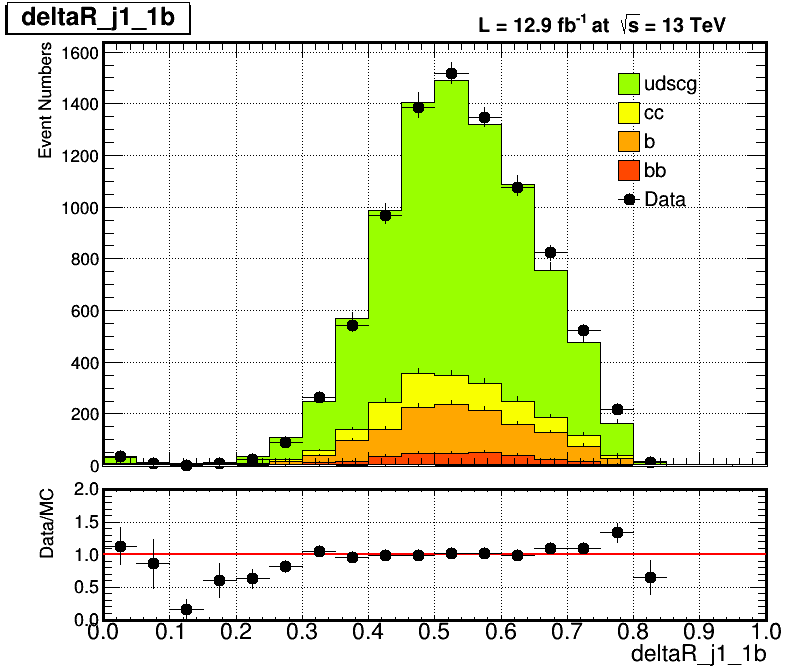 deltaR_j1_1b
L = 12.9 fb⁻¹ at √s = 13 TeV
Event Numbers
1600
1400
1200
1000
800
600
400
200
0
udscg
cc
b
bb
Data
Data/MC
2.0
1.5
1.0
0.5
0.0
0.0 0.1 0.2 0.3 0.4 0.5 0.6 0.7 0.8 0.9 1.0
deltaR_j1_1b